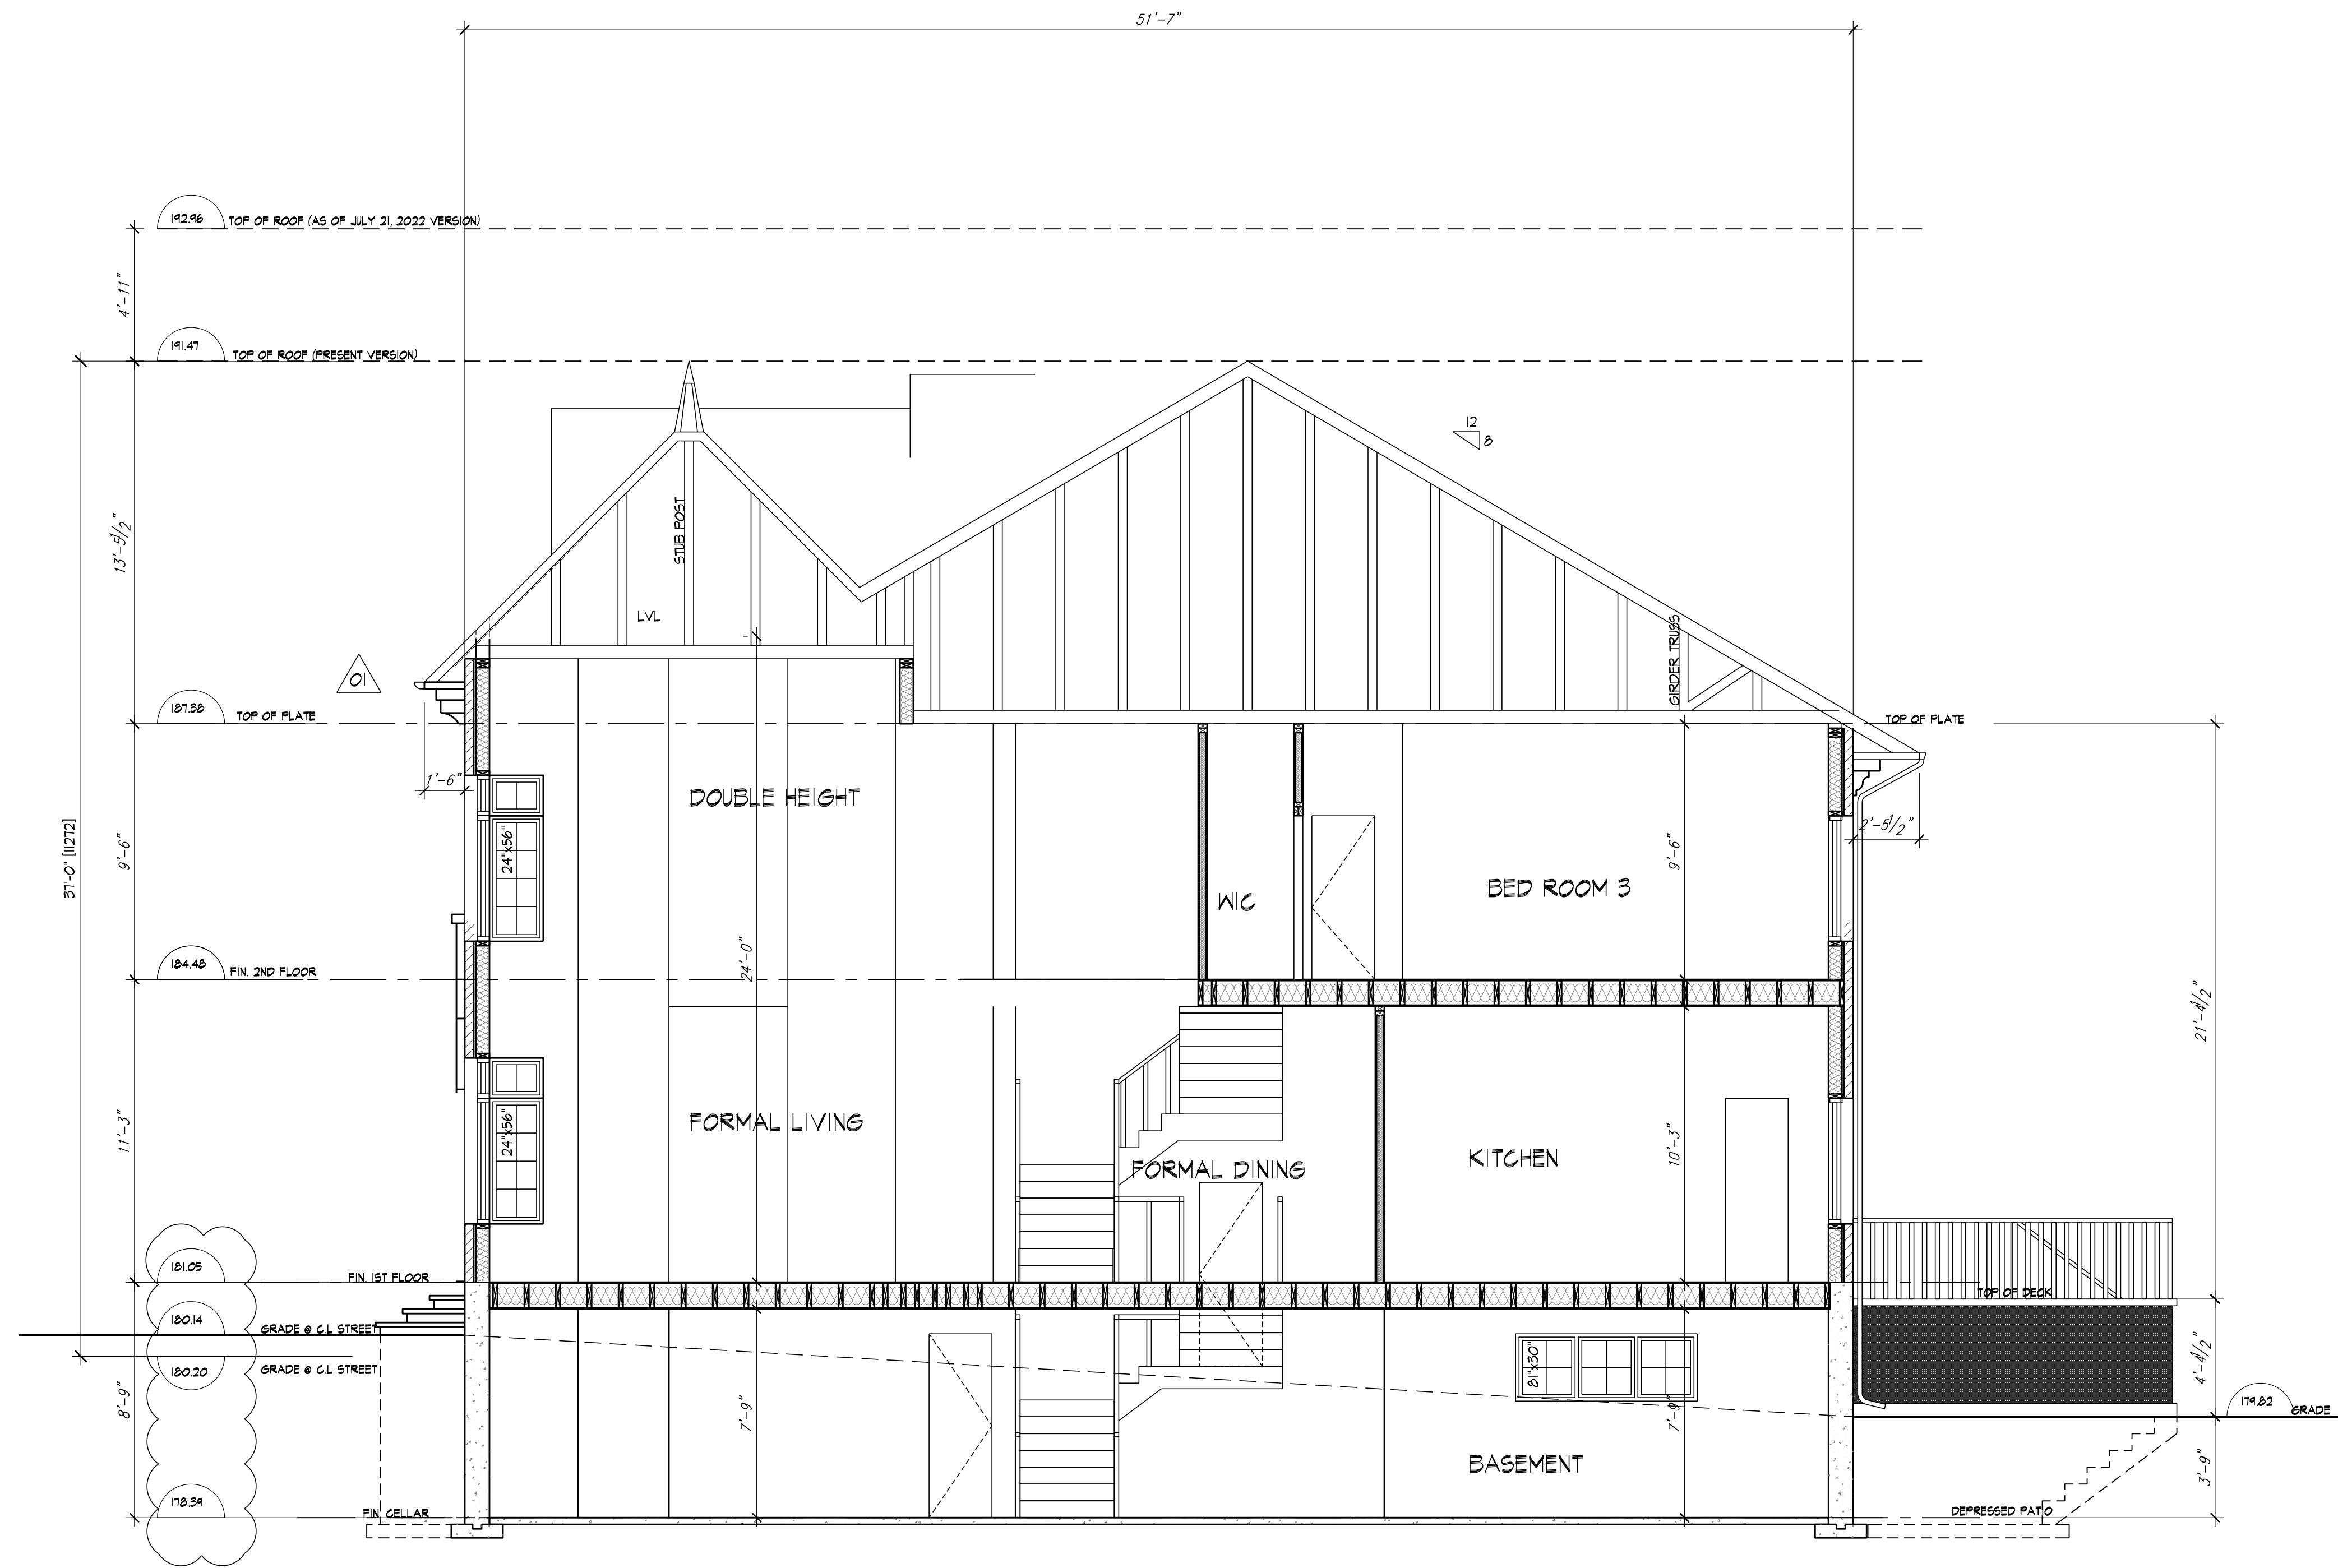 51'-7"
192.96 TOP OF ROOF (AS OF JULY 21, 2022 VERSION)
4'-11"
191.47 TOP OF ROOF (PRESENT VERSION)
12
8
13'-5 1/2"
STUB POST
LVL
GIRDER TRUSS
01
187.38 TOP OF PLATE
TOP OF PLATE
1'-6"
DOUBLE HEIGHT
24"x56"
2'-5 1/2"
37'-0" [11272]
9'-6"
9'-6"
WIC
BED ROOM 3
24'-0"
184.48 FIN. 2ND FLOOR
21'-4 1/2"
11'-3"
24"x56"
FORMAL LIVING
FORMAL DINING
KITCHEN
10'-3"
181.05 FIN. 1ST FLOOR
TOP OF DECK
180.14 GRADE @ C.L STREET
180.20 GRADE @ C.L STREET
81"x30"
4'-4 1/2"
8'-9"
7'-9"
7'-9"
179.82 GRADE
BASEMENT
3'-9"
178.39 FIN CELLAR
DEPRESSED PATIO